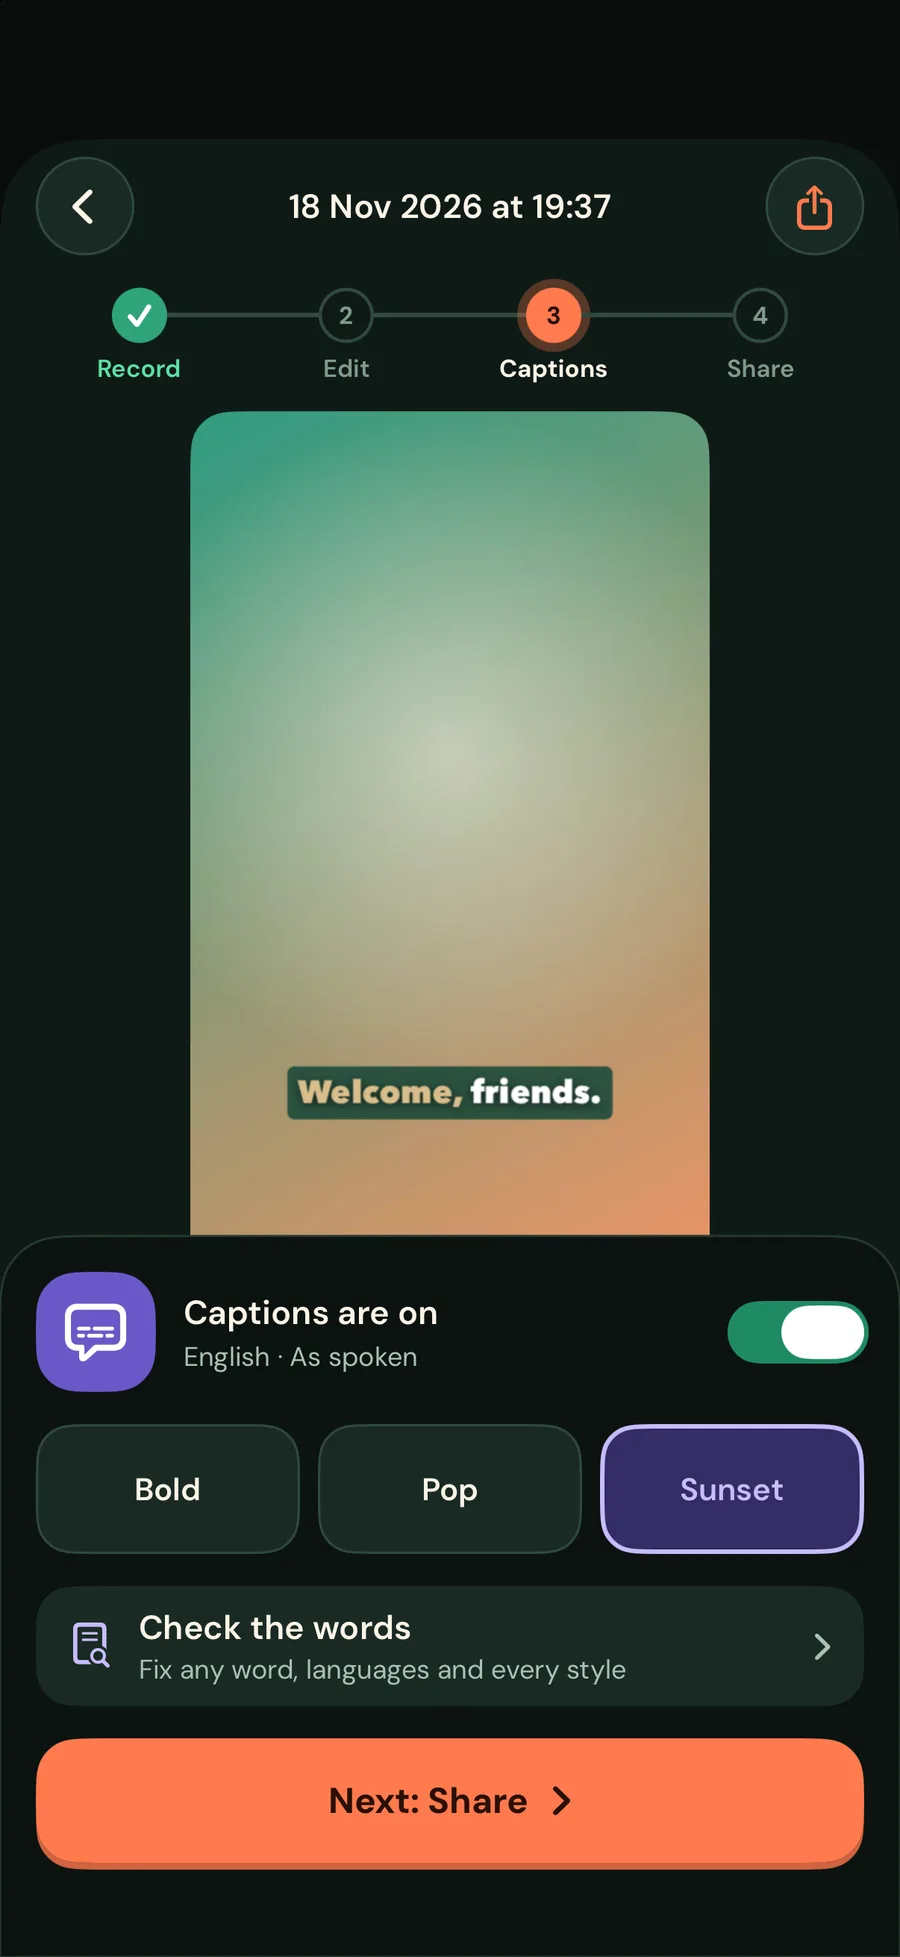 18 Nov 2026 at 19:37
2
3
4
Record
Edit
Captions
Share
Welcome, friends.
Captions are on
English · As spoken
Bold
Pop
Sunset
Check the words
Fix any word, languages and every style
Next: Share